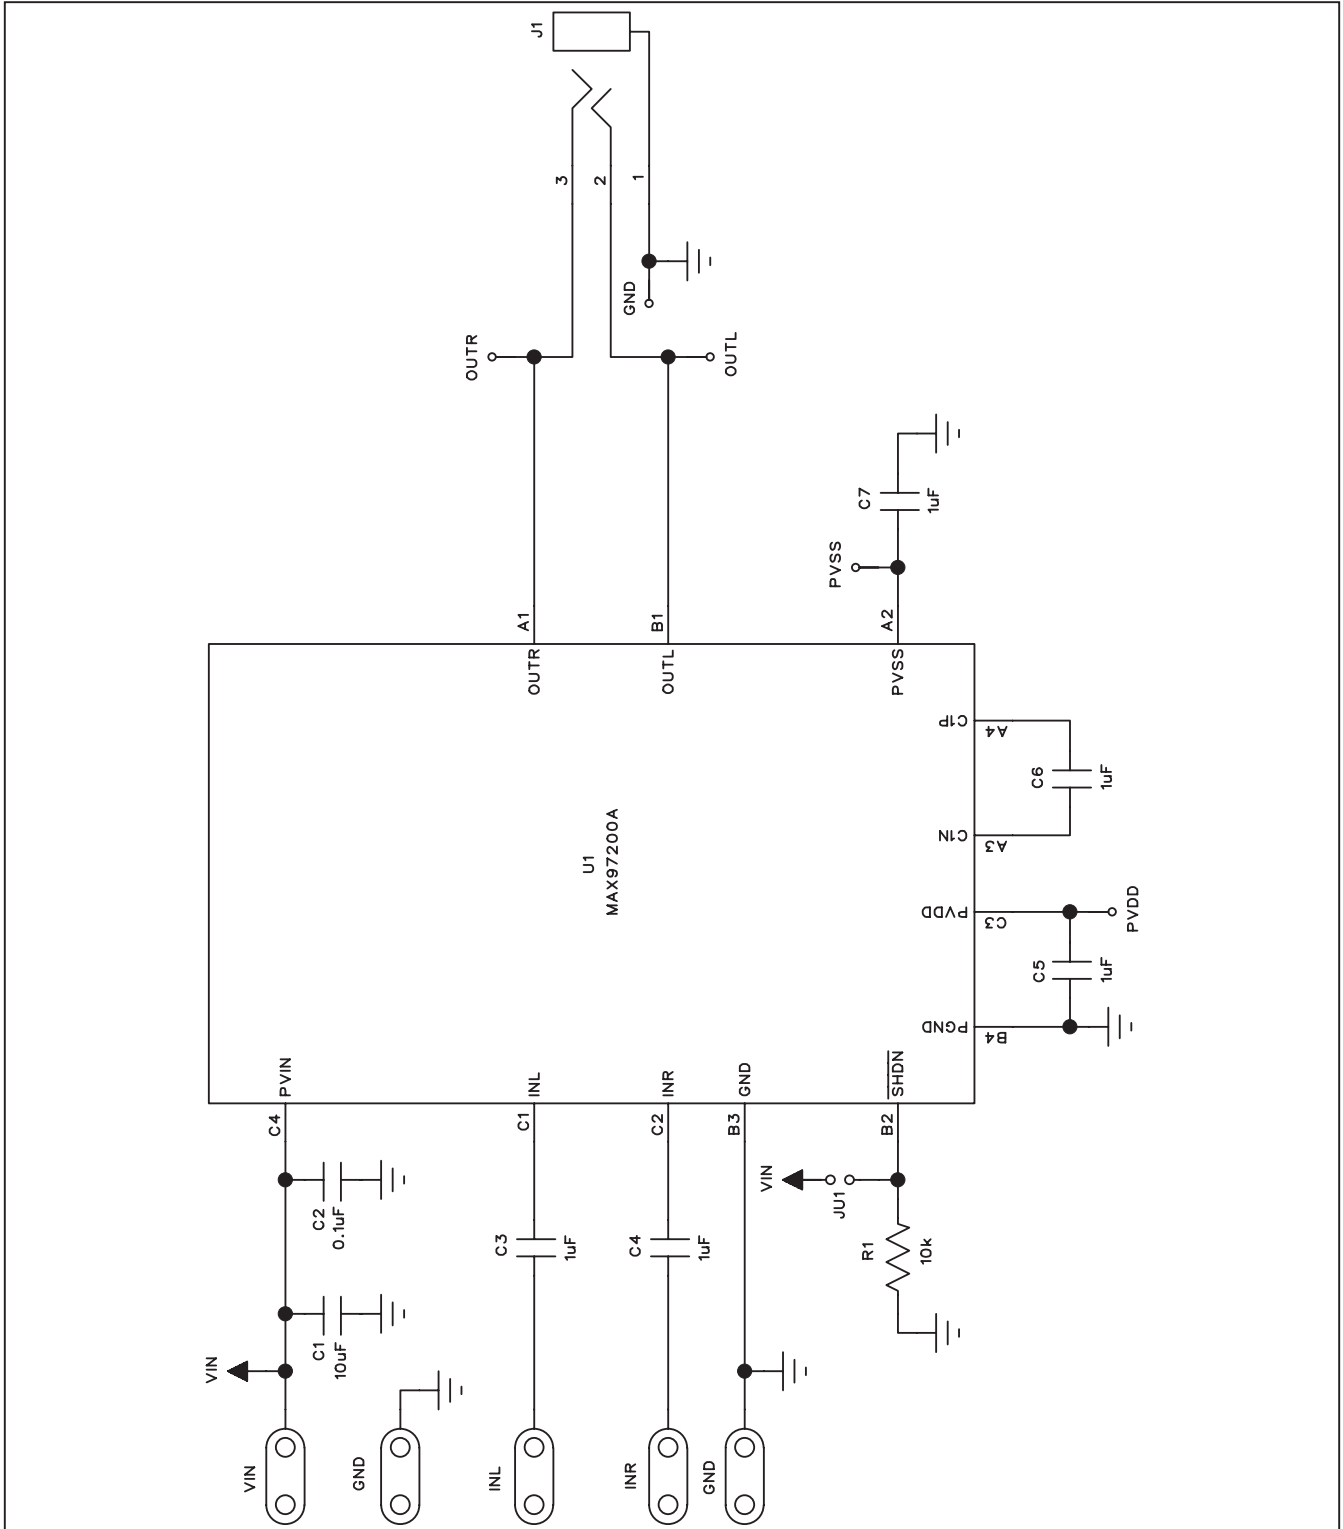 J1
3
2
1
GND
OUTR
OUTL
C7
1uF
PVSS
A1
B1
A2
OUTR
OUTL
PVSS
C1P
A4
C6
1uF
C1N
A3
U1
MAX97200A
PVDD
C3
PVDD
C5
1uF
PGND
B4
PVIN
INL
INR
GND
SHDN
C4
C1
C2
B3
B2
VIN
JU1
C2
0.1uF
C3
1uF
C4
1uF
R1
10k
C1
10uF
VIN
VIN
GND
INL
INR
GND